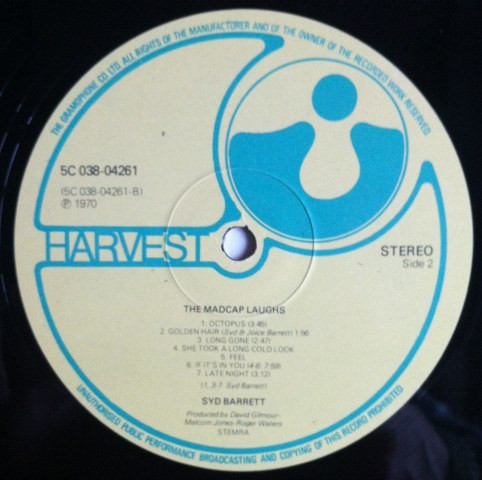 THE GRAMOPHONE CO. LTD. ALL RIGHTS OF THE MANUFACTURER AND OF THE OWNER OF THE RECORDED WORK RESERVED
5C 038-04261
(5C 038-04261-B)
℗ 1970
HARVEST
STEREO
Side 2
THE MADCAP LAUGHS
1. OCTOPUS (3:45)
2. GOLDEN HAIR (Syd & Joice Barrett) 1:56
3. LONG GONE (2:47)
4. SHE TOOK A LONG COLD LOOK
5. FEEL
6. IF IT'S IN YOU (4-6: 7:59)
7. LATE NIGHT (3:12)
(1, 3-7 Syd Barrett)
SYD BARRETT
Produced by David Gilmour-
Malcom Jones-Roger Waters
STEMRA
UNAUTHORISED PUBLIC PERFORMANCE BROADCASTING AND COPYING OF THIS RECORD PROHIBITED